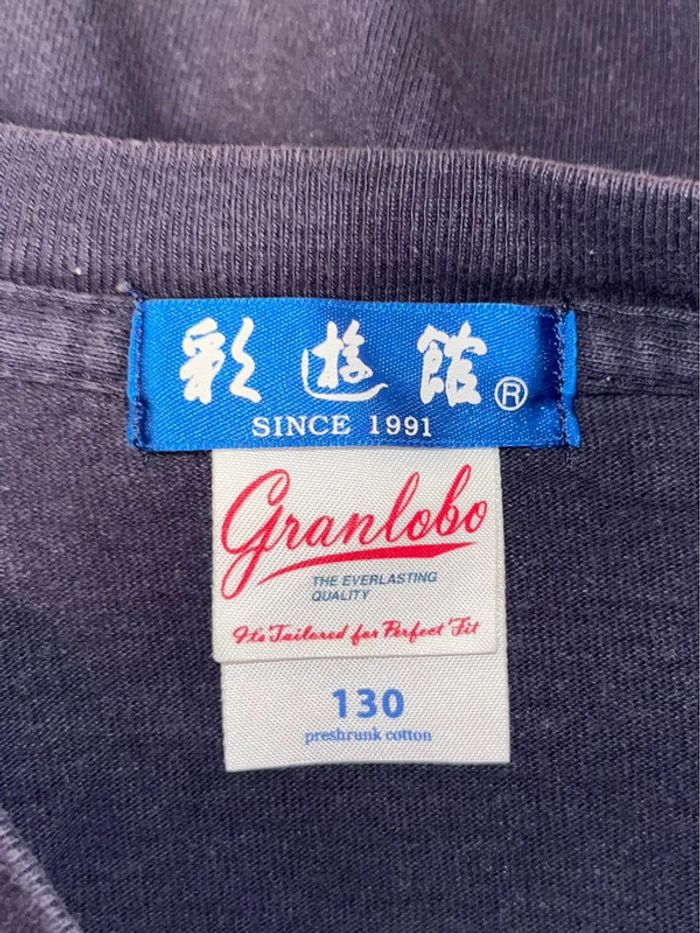 彩遊館®
SINCE 1991
Granlobo
THE EVERLASTING
QUALITY
It's Tailored for Perfect Fit
130
preshrunk cotton